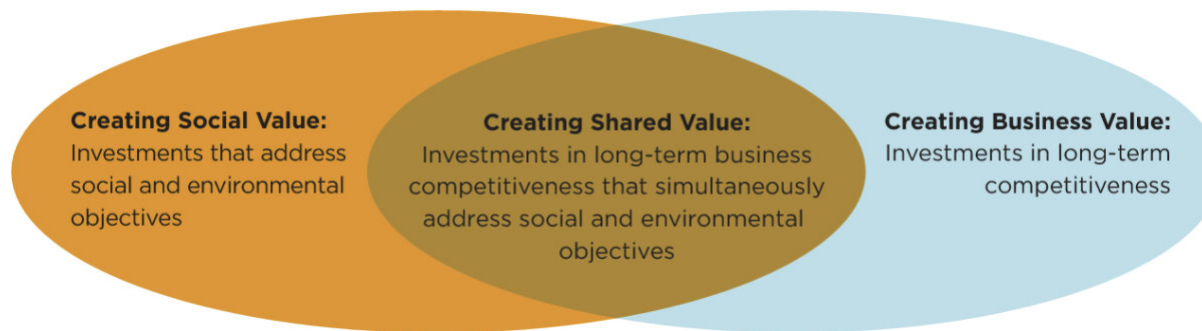 Creating Social Value:
Investments that address
social and environmental
objectives
Creating Shared Value:
Investments in long-term business
competitiveness that simultaneously
address social and environmental
objectives
Creating Business Value:
Investments in long-term
competitiveness